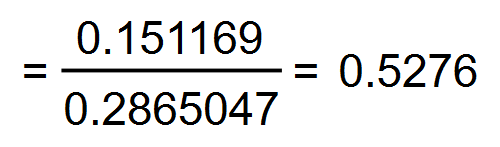 = 0.151169 / 0.2865047 = 0.5276